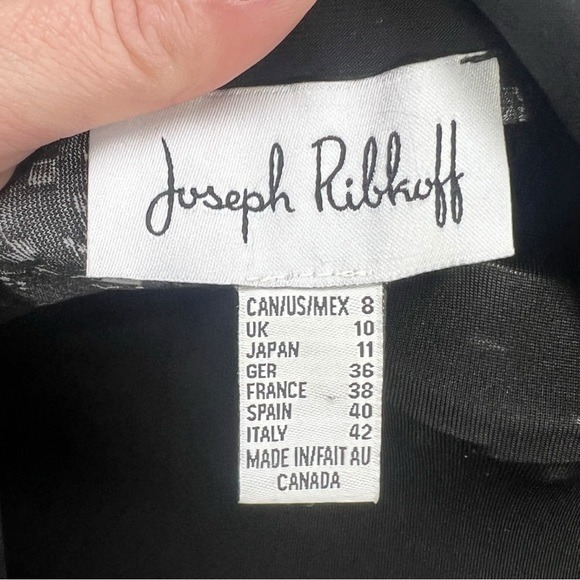 Joseph Ribkoff
CAN/US/MEX 8
UK 10
JAPAN 11
GER 36
FRANCE 38
SPAIN 40
ITALY 42
MADE IN/FAIT AU
CANADA